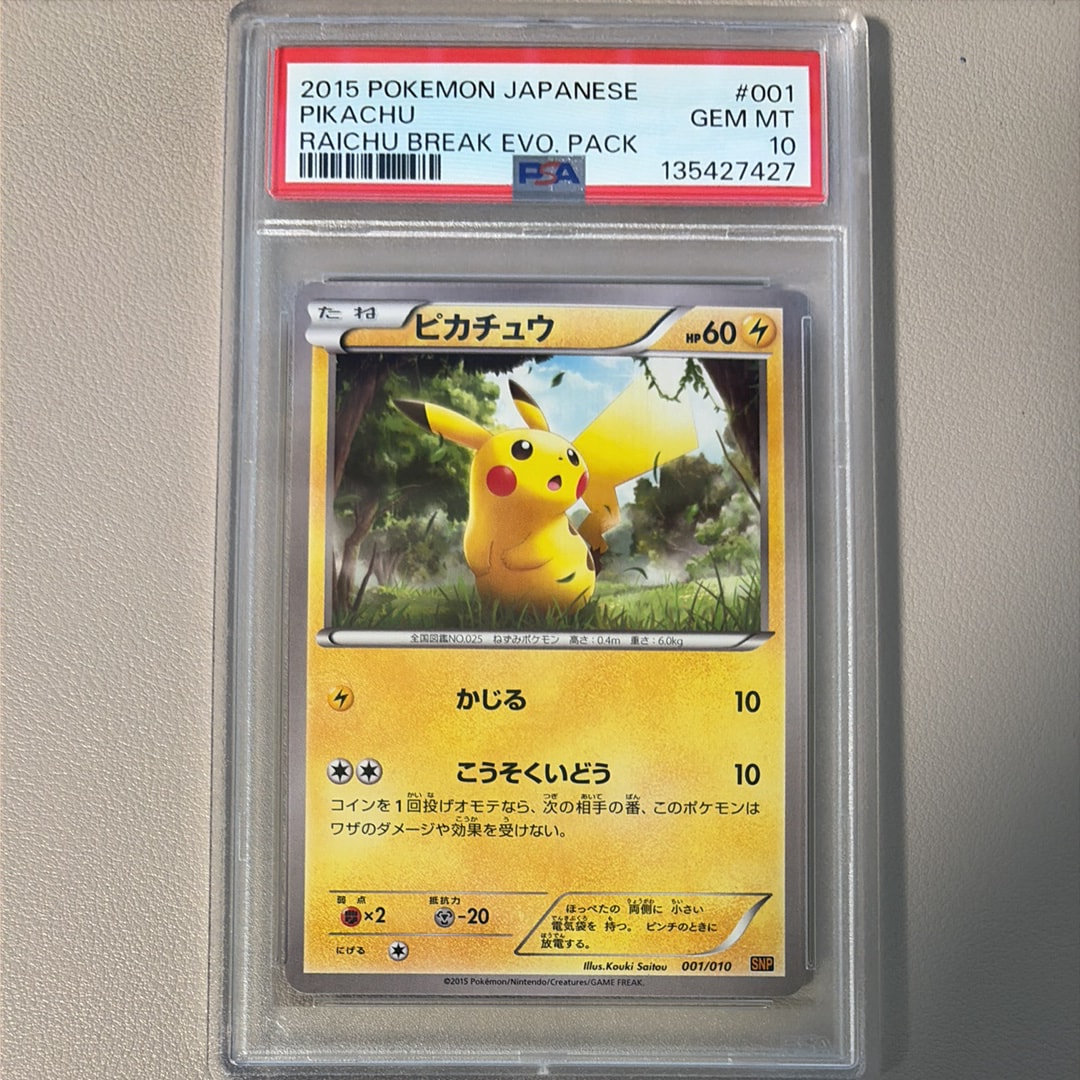 2015 POKEMON JAPANESE #001
PIKACHU GEM MT
RAICHU BREAK EVO. PACK 10
PSA 135427427
たね ピカチュウ HP60
全国図鑑NO.025 ねずみポケモン 高さ:0.4m 重さ:6.0kg
かじる 10
こうそくいどう 10
コインを1回投げオモテなら、次の相手の番、このポケモンは
ワザのダメージや効果を受けない。
弱点 抵抗力
×2 -20
にげる
ほっぺたの 両側に 小さい
電気袋を 持つ。 ピンチのときに
放電する。
Illus.Kouki Saitou 001/010 SNP
©2015 Pokémon/Nintendo/Creatures/GAME FREAK.